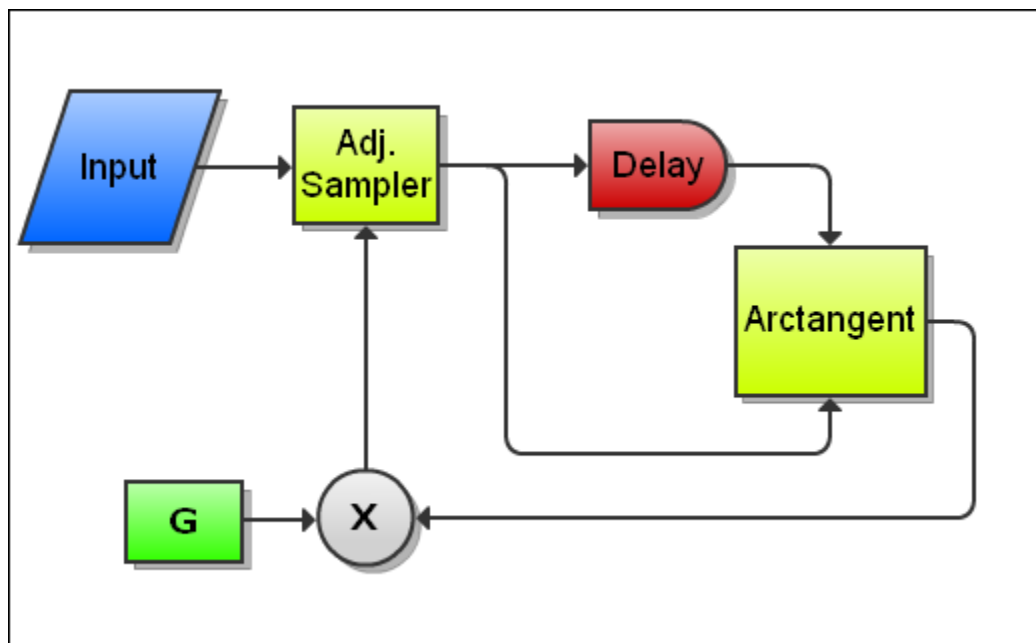 Input
Adj.
Sampler
Delay
Arctangent
G
X